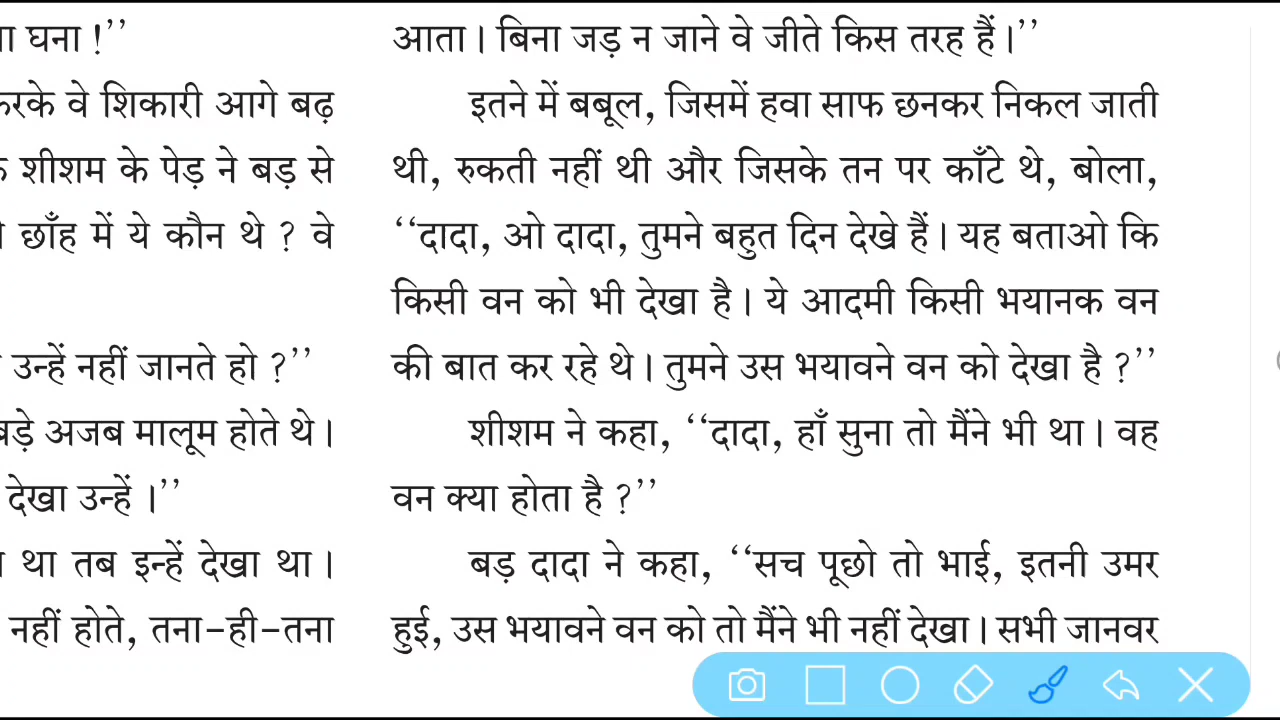 घना !’’
वे शिकारी आगे बढ़
शीशम के पेड़ ने बड़ से
छाँह में ये कौन थे ? वे
उन्हें नहीं जानते हो ?’’
अजब मालूम होते थे।
देखा उन्हें।’’
था तब इन्हें देखा था।
नहीं होते, तना-ही-तना
आता। बिना जड़ न जाने वे जीते किस तरह हैं।’’
इतने में बबूल, जिसमें हवा साफ छनकर निकल जाती
थी, रुकती नहीं थी और जिसके तन पर काँटे थे, बोला,
‘‘दादा, ओ दादा, तुमने बहुत दिन देखे हैं। यह बताओ कि
किसी वन को भी देखा है। ये आदमी किसी भयानक वन
की बात कर रहे थे। तुमने उस भयावने वन को देखा है ?’’
शीशम ने कहा, ‘‘दादा, हाँ सुना तो मैंने भी था। वह
वन क्या होता है ?’’
बड़ दादा ने कहा, ‘‘सच पूछो तो भाई, इतनी उमर
हुई, उस भयावने वन को तो मैंने भी नहीं देखा। सभी जानवर